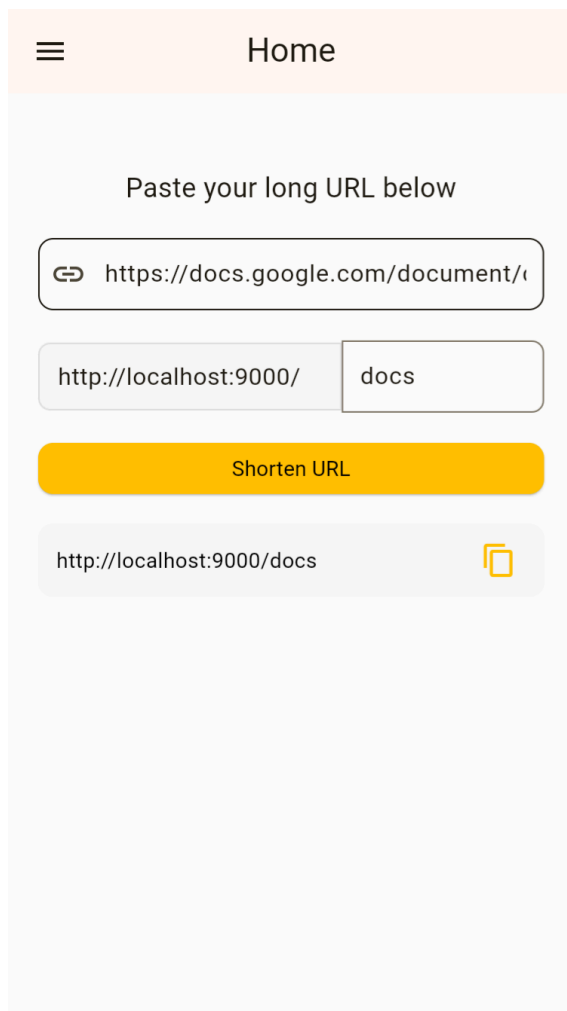 Home
Paste your long URL below
https://docs.google.com/document/
http://localhost:9000/ docs
Shorten URL
http://localhost:9000/docs